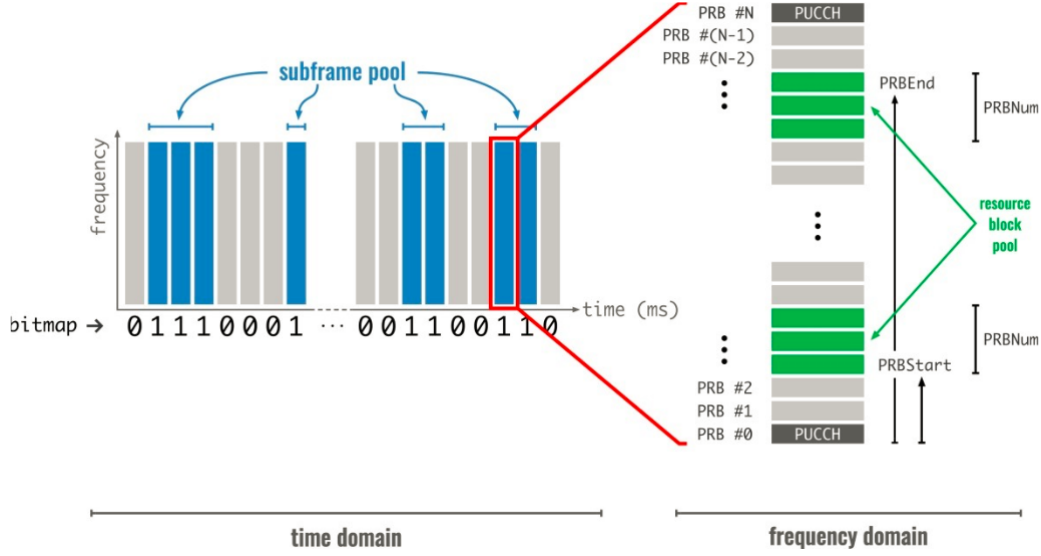 subframe pool
frequency
time (ms)
bitmap → 01110001 ... 001100110
time domain
PRB #N
PUCCH
PRB #(N-1)
PRB #(N-2)
PRBEnd
PRBNum
resource
block
pool
PRBNum
PRBStart
PRB #2
PRB #1
PRB #0
PUCCH
frequency domain